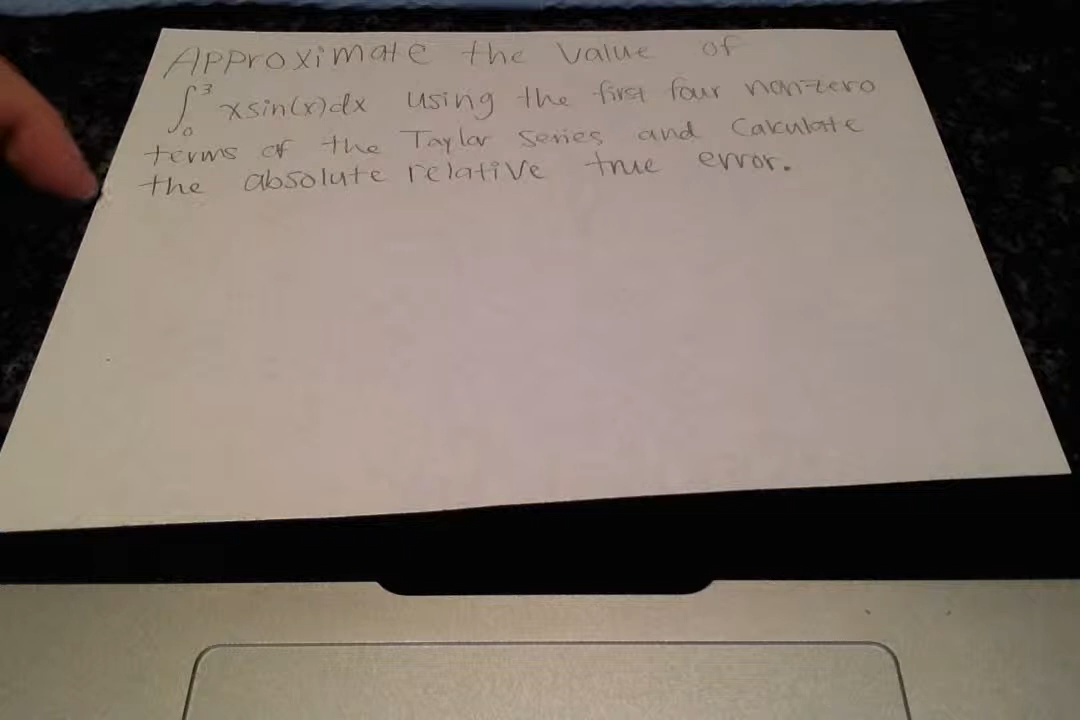 Approximate the value of
∫₀³ x sin(x) dx using the first four nonzero
terms of the Taylor Series and Calculate
the absolute relative true error.